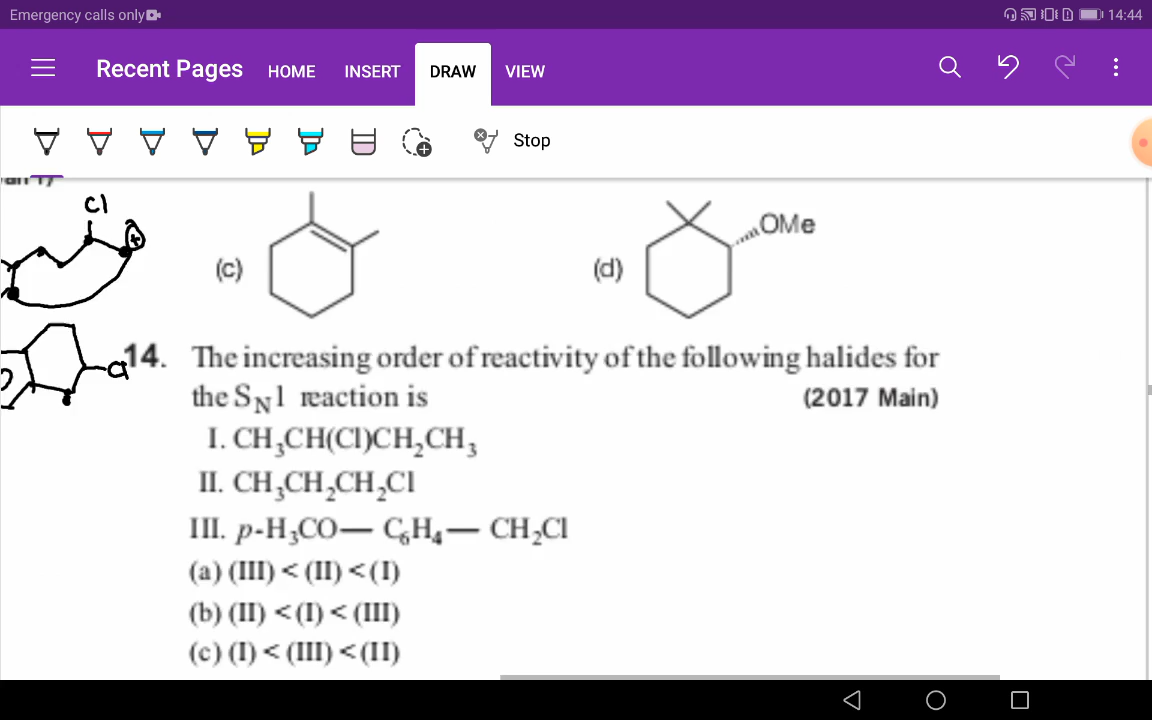 Emergency calls only
14:44
Recent Pages HOME INSERT DRAW VIEW
Stop
Cl
(c)
(d)
OMe
14. The increasing order of reactivity of the following halides for
the SN1 reaction is (2017 Main)
Cl
I. CH3CH(Cl)CH2CH3
II. CH3CH2CH2Cl
III. p-H3CO— C6H4— CH2Cl
(a) (III) < (II) < (I)
(b) (II) < (I) < (III)
(c) (I) < (III) < (II)